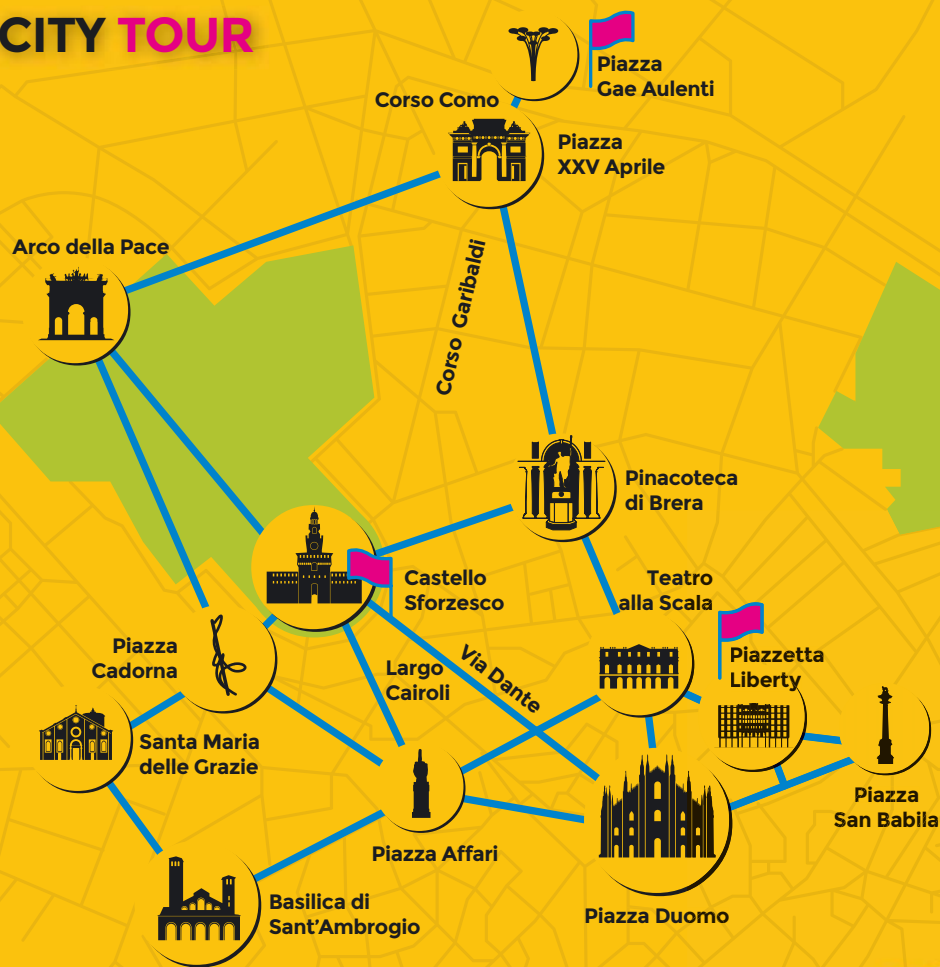 CITY TOUR
Piazza
Gae Aulenti
Corso Como
Piazza
XXV Aprile
Arco della Pace
Corso Garibaldi
Pinacoteca
di Brera
Castello
Sforzesco
Teatro
alla Scala
Piazza
Cadorna
Largo
Cairoli
Via Dante
Piazzetta
Liberty
Santa Maria
delle Grazie
Piazza
San Babila
Piazza Affari
Basilica di
Sant'Ambrogio
Piazza Duomo